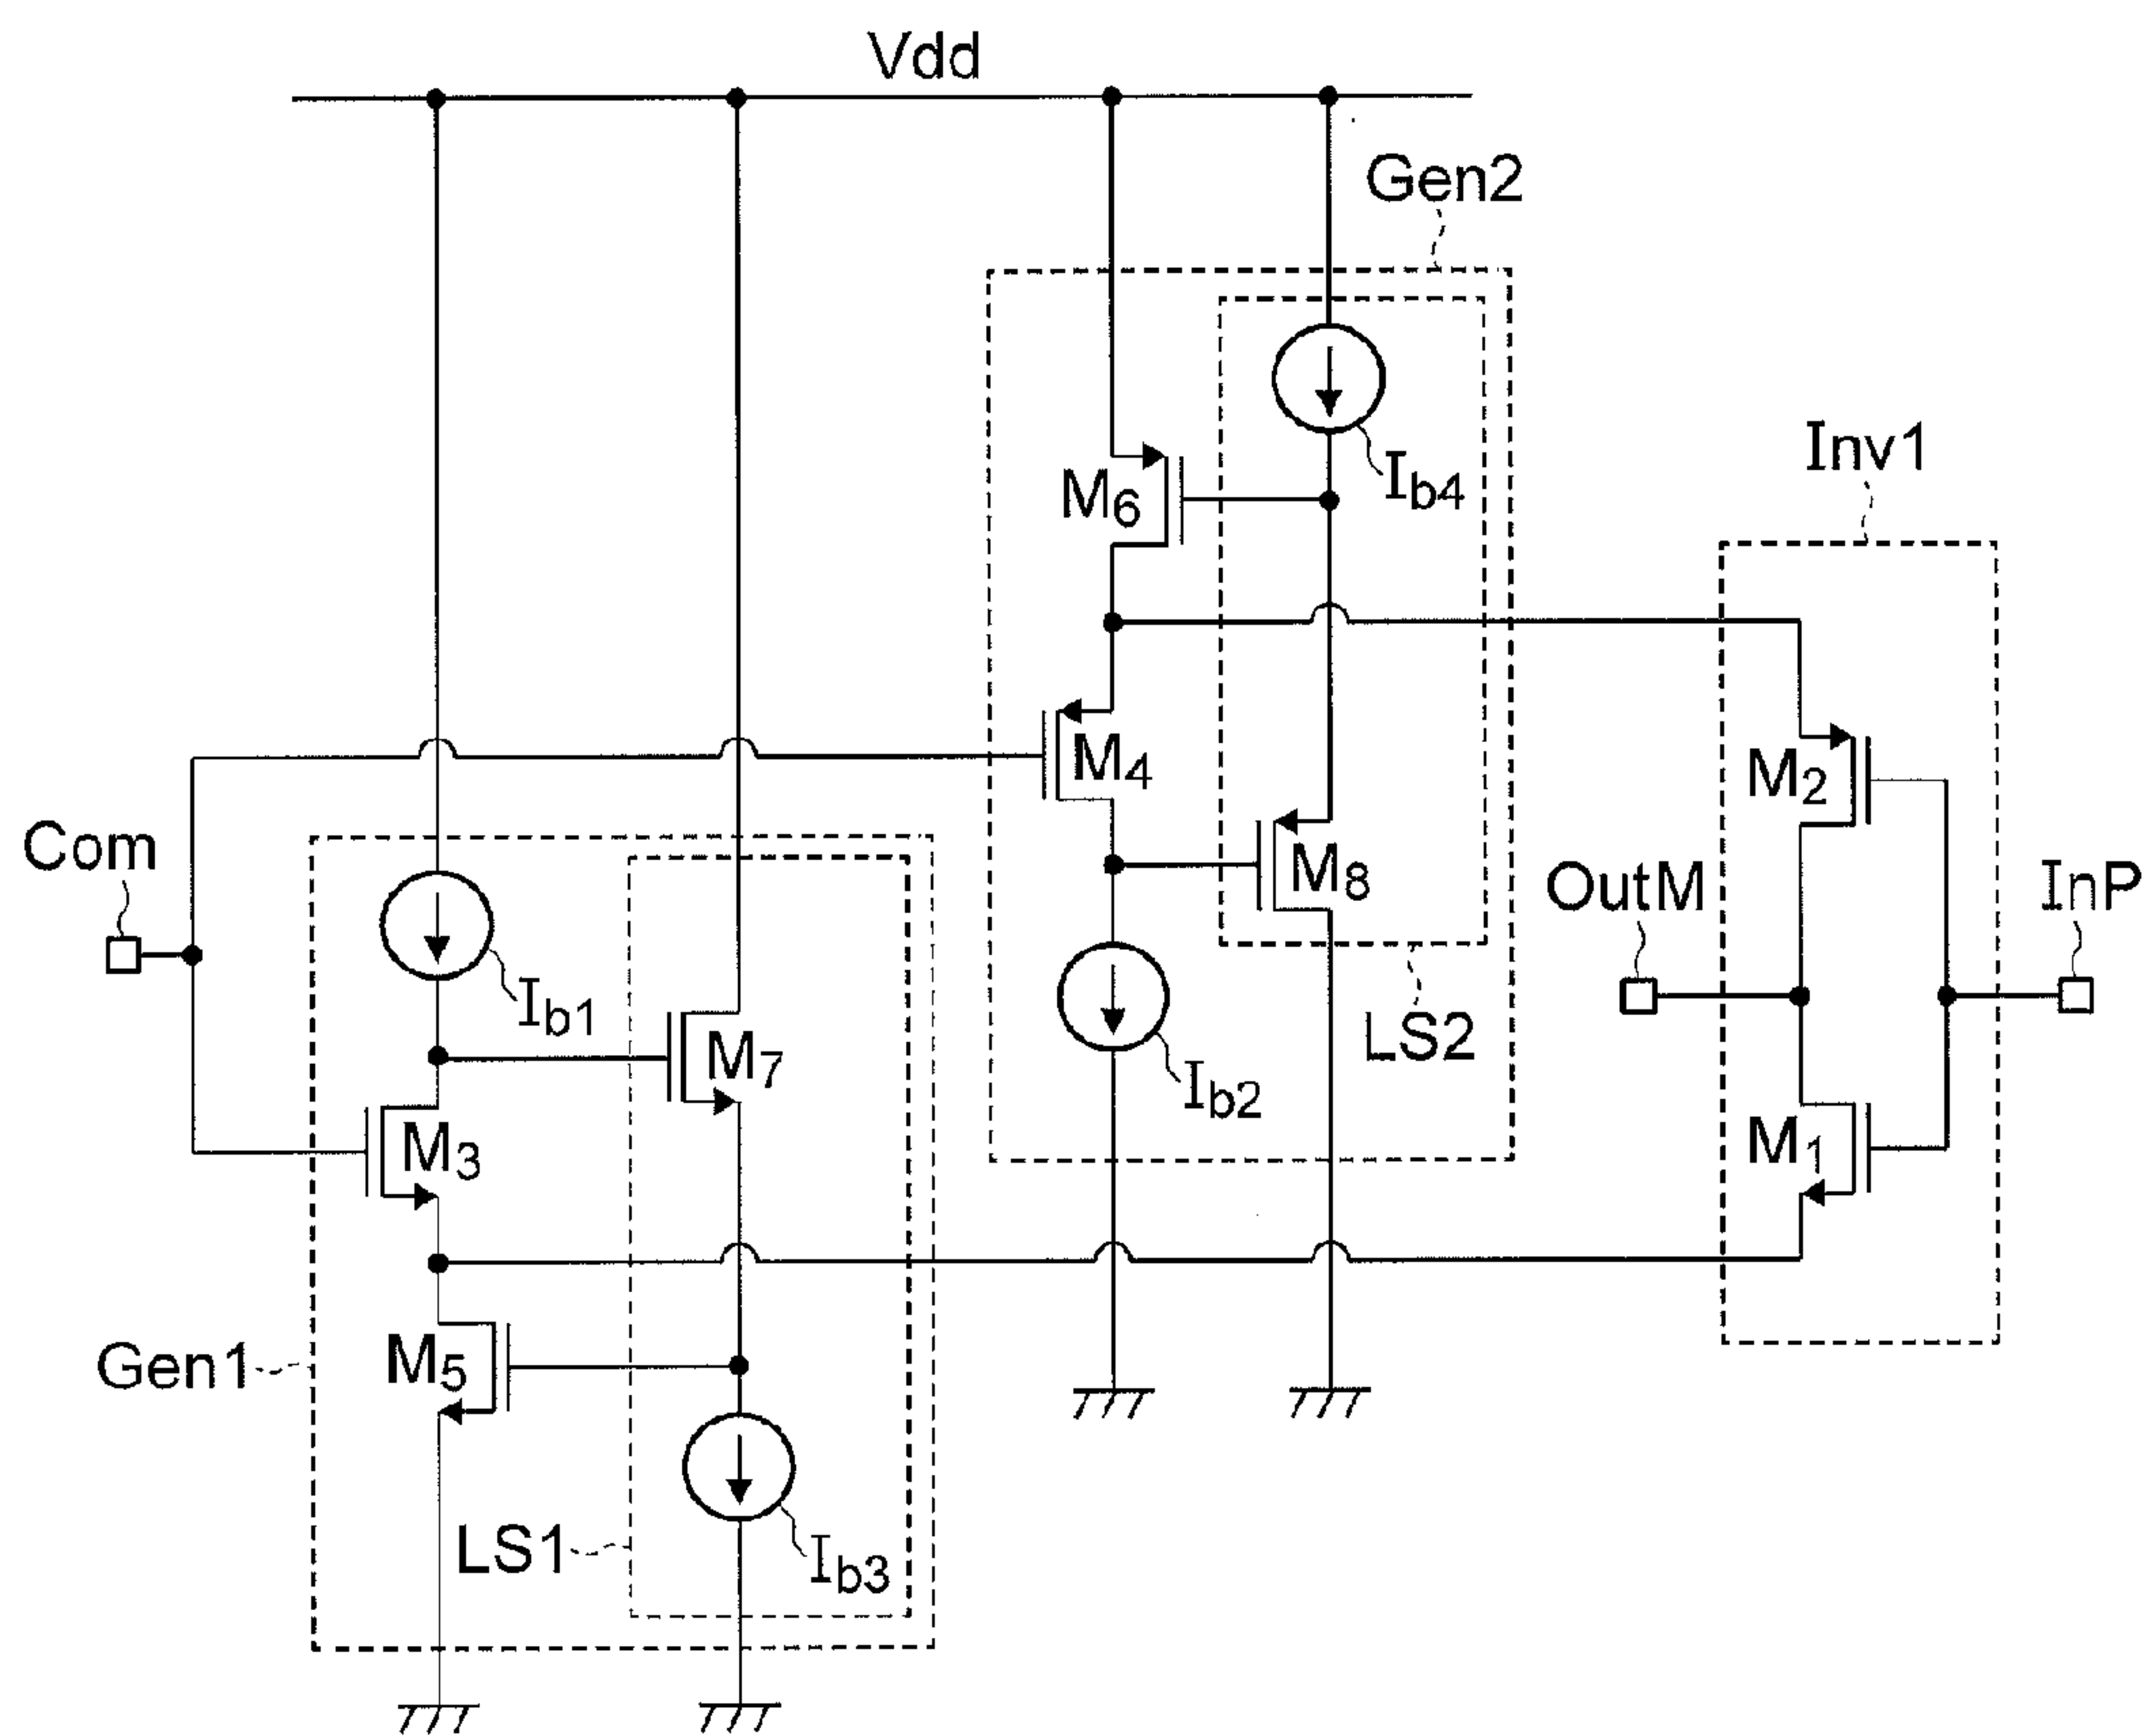 Vdd
Gen2
Inv1
M6
Ib4
M4
M2
Com
M8
OutM
InP
Ib1
LS2
M7
Ib2
M3
M1
Gen1
M5
LS1
Ib3